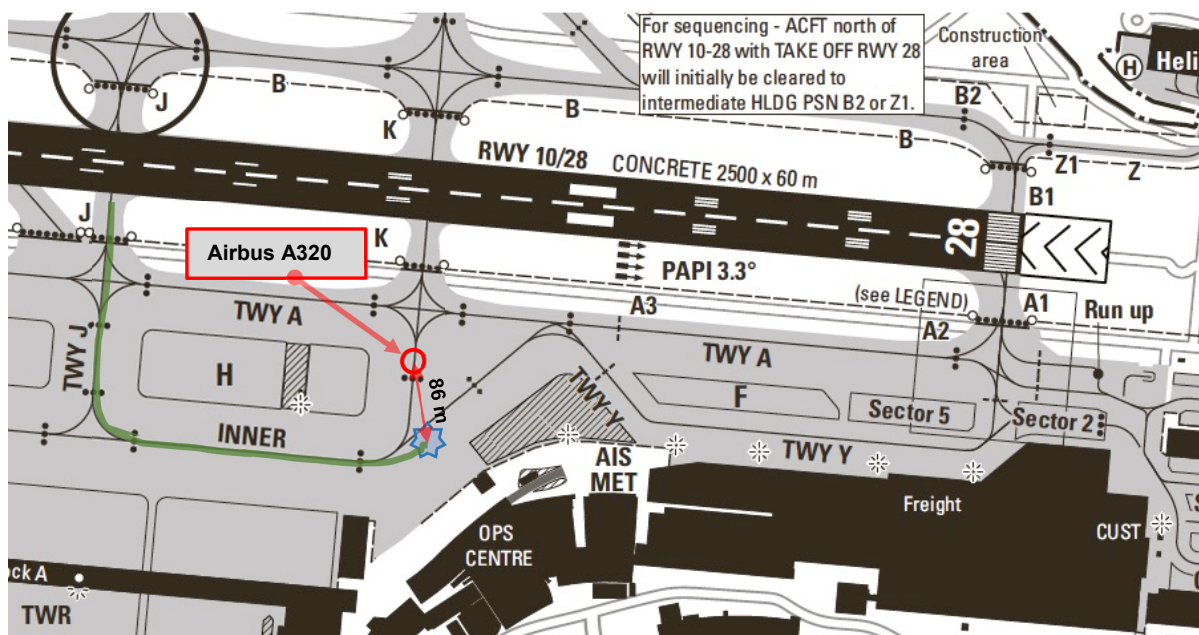 For sequencing - ACFT north of
RWY 10-28 with TAKE OFF RWY 28
will initially be cleared to
intermediate HLDG PSN B2 or Z1.
Construction
area
H
Heli
J
B
K
B
B2
B
Z1
Z
B1
RWY 10/28
CONCRETE 2500 x 60 m
28
J
K
Airbus A320
PAPI 3.3°
(see LEGEND)
A1
Run up
TWY A
A3
A2
TWY A
TWY J
H
86 m
TWY Y
F
Sector 5
Sector 2
INNER
AIS
MET
TWY Y
Freight
OPS
CENTRE
CUST
ock A
TWR